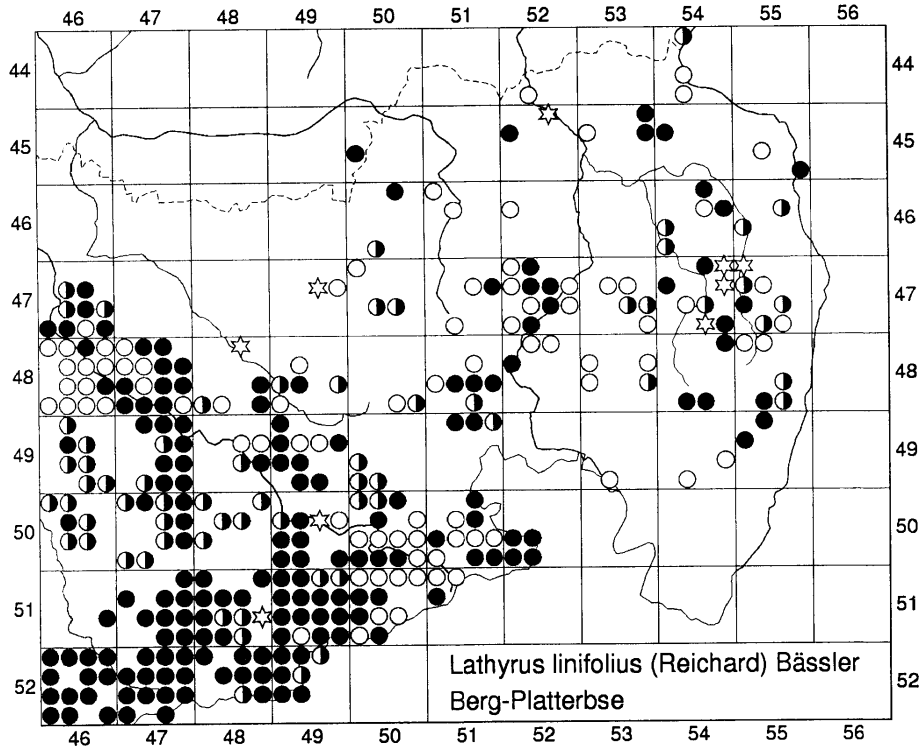 46 47 48 49 50 51 52 53 54 55 56
44 44
45 45
46 46
47 47
48 48
49 49
50 50
51 51
Lathyrus linifolius (Reichard) Bässler
52 52
Berg-Platterbse
46 47 48 49 50 51 52 53 54 55 56